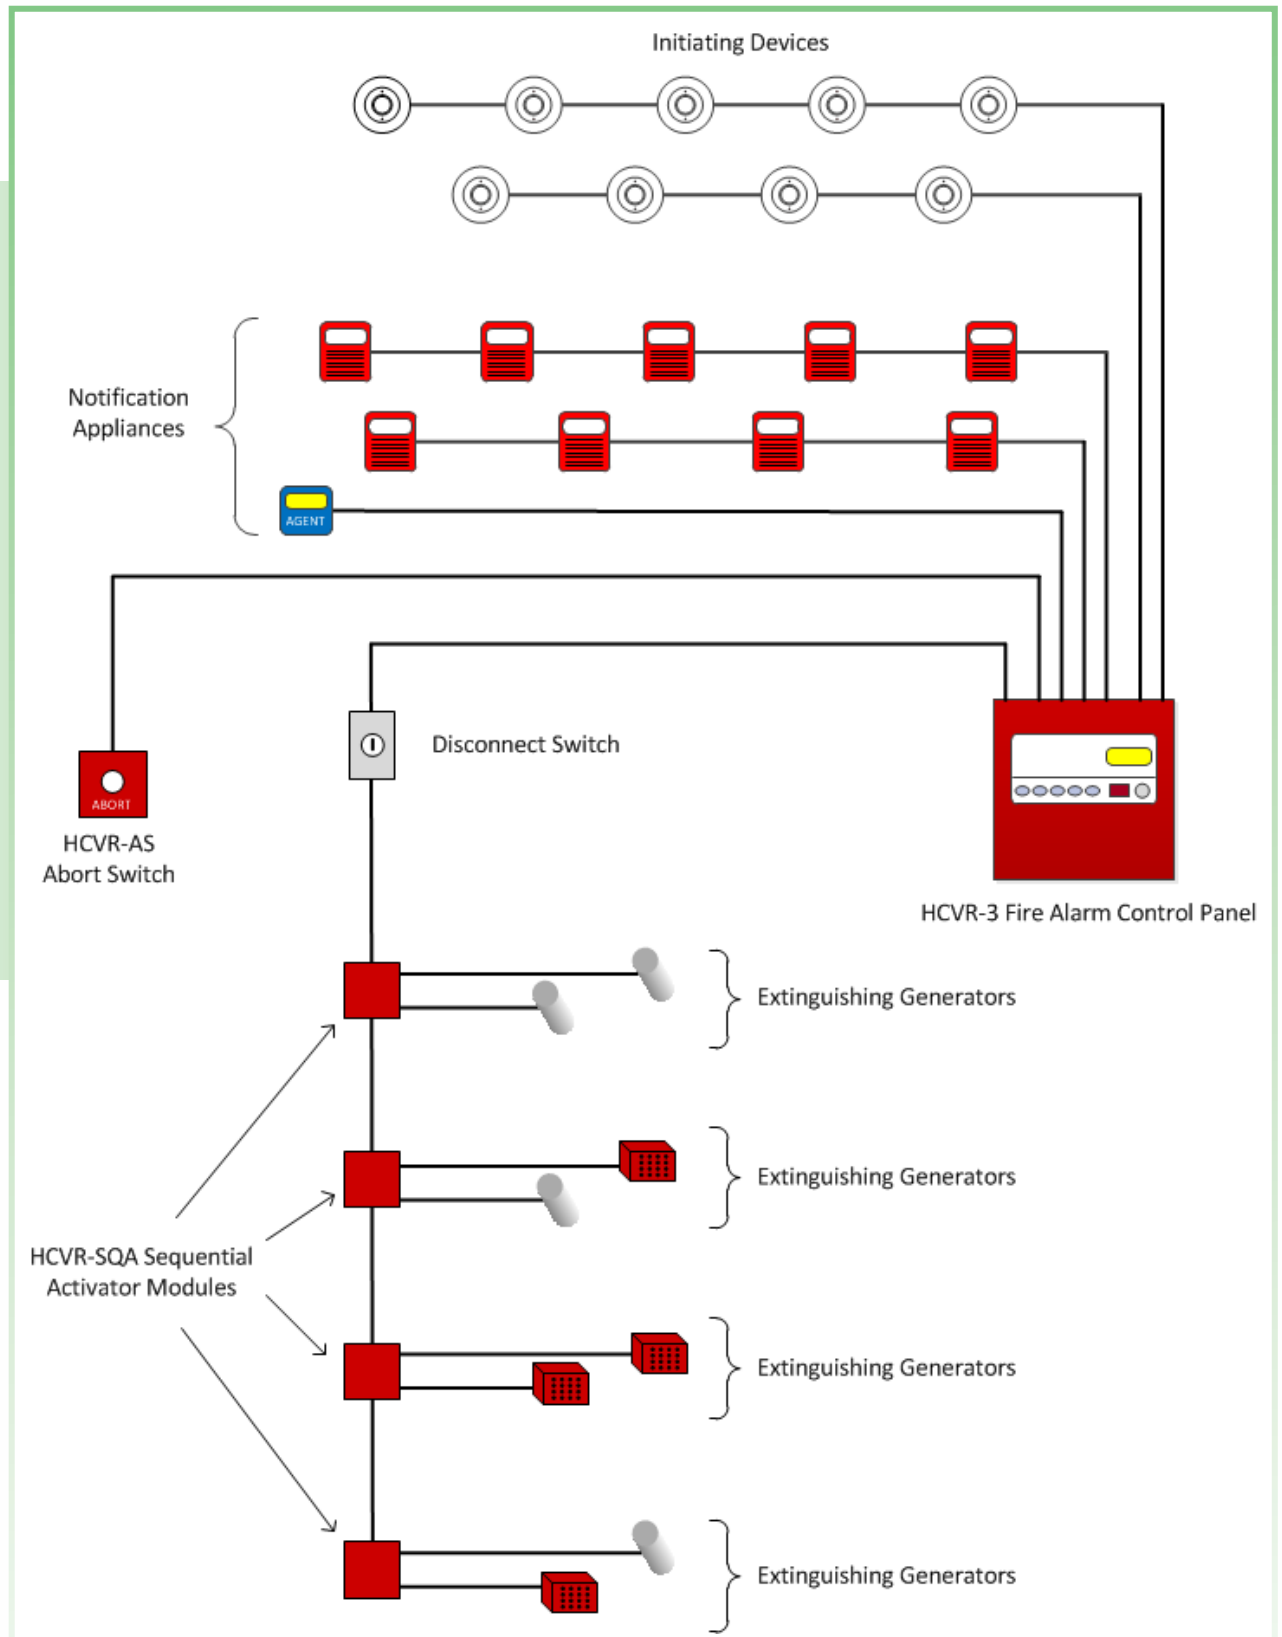 Initiating Devices
Notification
Appliances
AGENT
Disconnect Switch
ABORT
HCVR-AS
Abort Switch
HCVR-3 Fire Alarm Control Panel
Extinguishing Generators
Extinguishing Generators
HCVR-SQA Sequential
Activator Modules
Extinguishing Generators
Extinguishing Generators